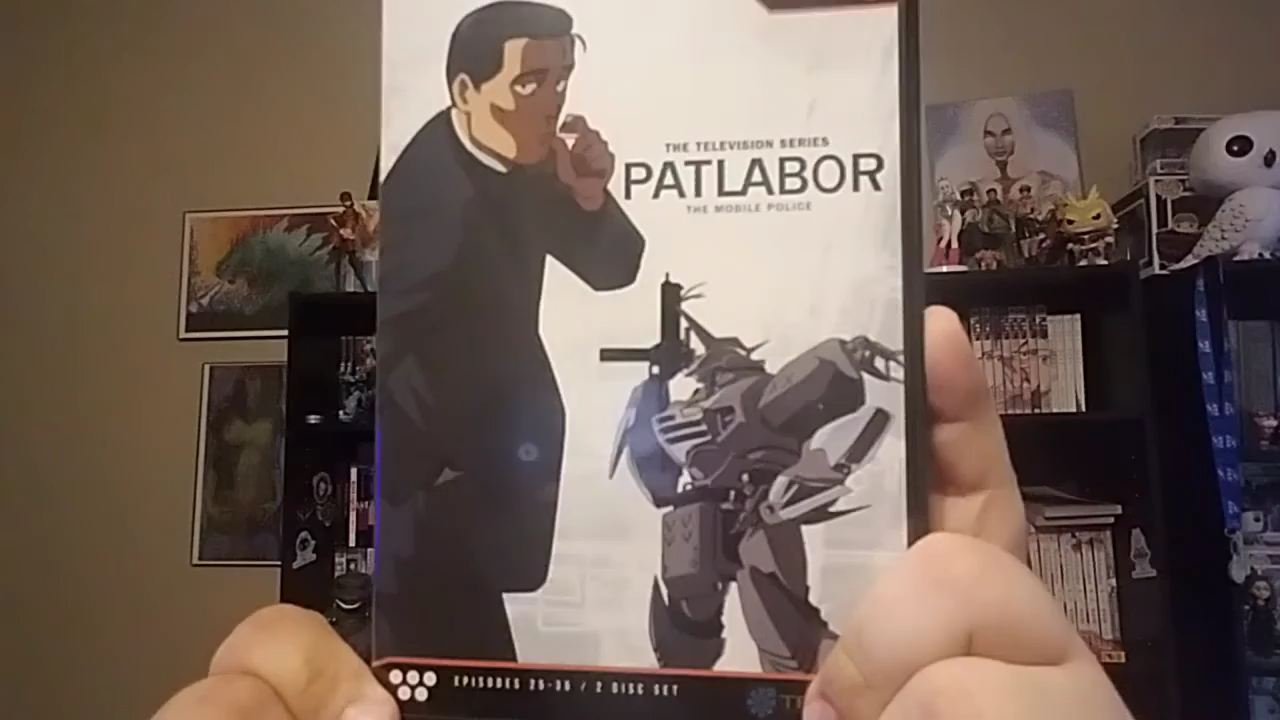 THE TELEVISION SERIES
PATLABOR
THE MOBILE POLICE
EPISODES 25-36 / 2 DISC SET